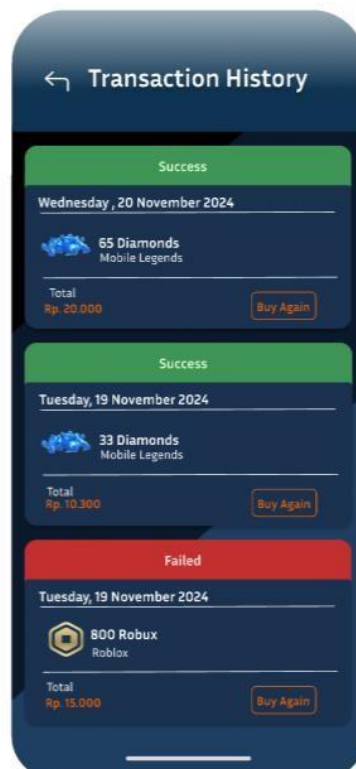 Transaction History
Success
Wednesday , 20 November 2024
65 Diamonds
Mobile Legends
Total
Rp. 20.000
Buy Again
Success
Tuesday, 19 November 2024
33 Diamonds
Mobile Legends
Total
Rp. 10.300
Buy Again
Failed
Tuesday, 19 November 2024
800 Robux
Roblox
Total
Rp. 15.000
Buy Again